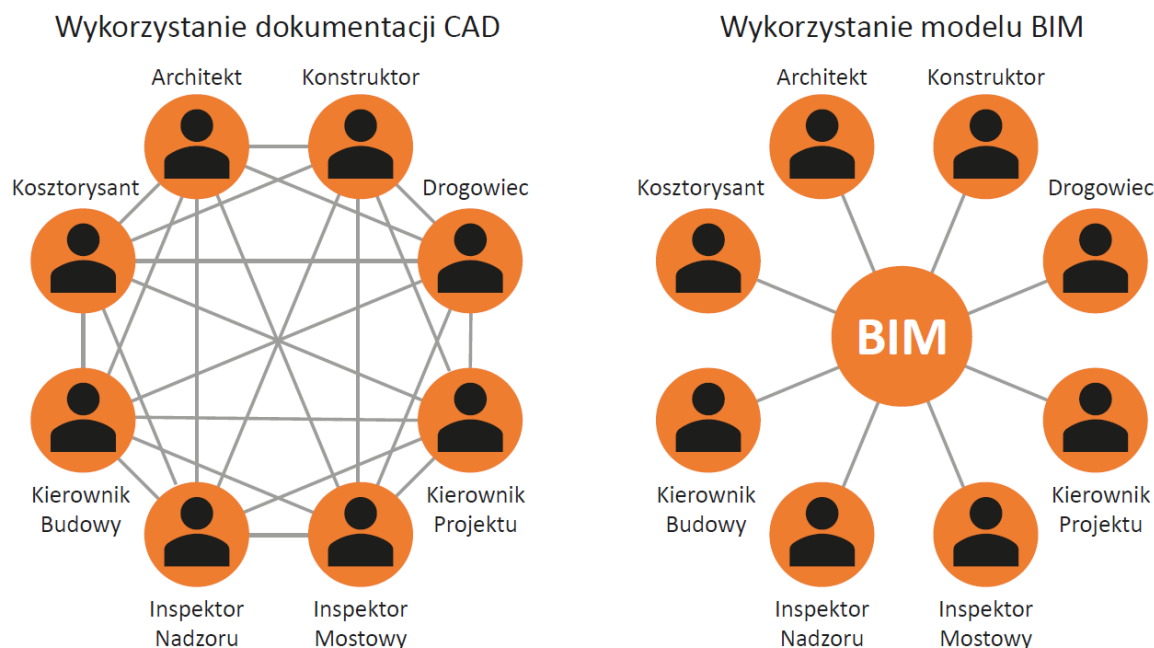 Wykorzystanie dokumentacji CAD
Architekt
Konstruktor
Kosztorysant
Drogowiec
Kierownik
Budowy
Kierownik
Projektu
Inspektor
Nadzoru
Inspektor
Mostowy
Wykorzystanie modelu BIM
Architekt
Konstruktor
Kosztorysant
Drogowiec
BIM
Kierownik
Budowy
Kierownik
Projektu
Inspektor
Nadzoru
Inspektor
Mostowy